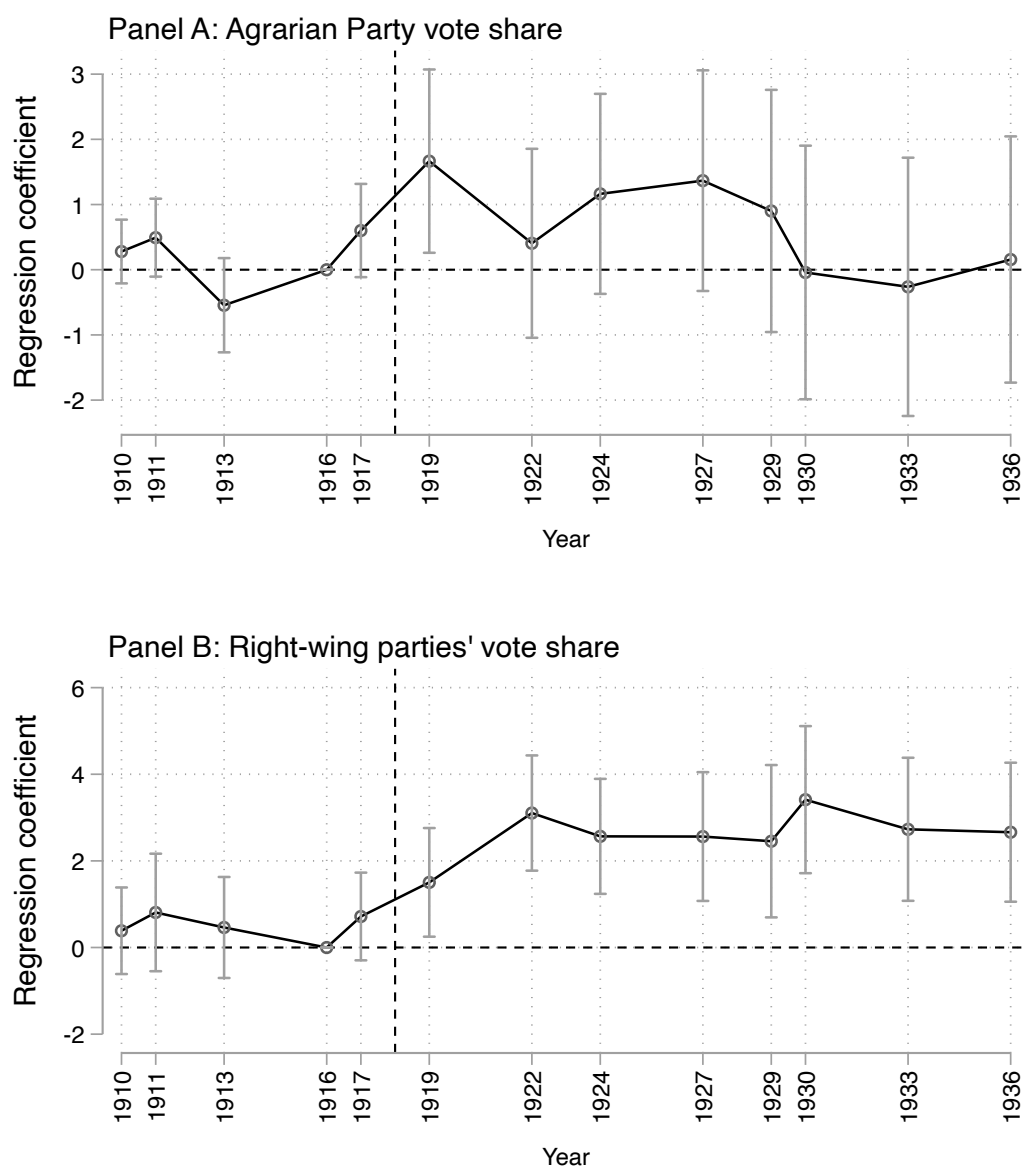 Panel A: Agrarian Party vote share
Regression coefficient
3
2
1
0
-1
-2
1910 1911 1913 1916 1917 1919 1922 1924 1927 1929 1930 1933 1936
Year
Panel B: Right-wing parties' vote share
Regression coefficient
6
4
2
0
-2
1910 1911 1913 1916 1917 1919 1922 1924 1927 1929 1930 1933 1936
Year